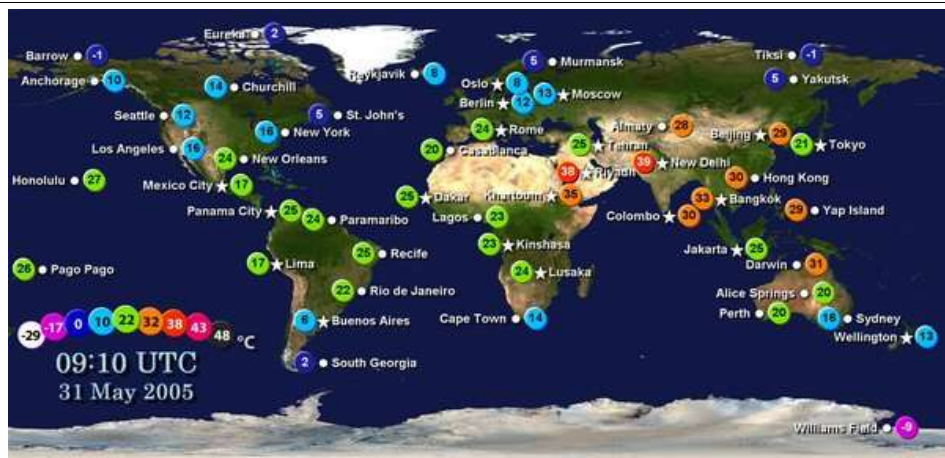 Eureka 2
Barrow -1
Tiksi -1
Anchorage 10
Reykjavik 8
5 Murmansk
5 Yakutsk
14 Churchill
Oslo 8
13 Moscow
Berlin 12
Seattle 12
5 St. John's
16 New York
24 Rome
Almaty 28
Beijing 29
21 Tokyo
Los Angeles 16
24 New Orleans
20 Casablanca
25 Tehran
39 New Delhi
38 Riyadh
Honolulu 27
Mexico City 17
30 Hong Kong
25 Dakar
Khartoum 35
33 Bangkok
Panama City 25
24 Paramaribo
Lagos 23
Colombo 30
29 Yap Island
23 Kinshasa
Jakarta 25
25 Recife
26 Pago Pago
17 Lima
24 Lusaka
Darwin 31
22 Rio de Janeiro
Alice Springs 20
Perth 20
6 Buenos Aires
Cape Town 14
16 Sydney
Wellington 13
-29 -17 0 10 22 32 38 43 48 °C
09:10 UTC
31 May 2005
2 South Georgia
Williams Field -9